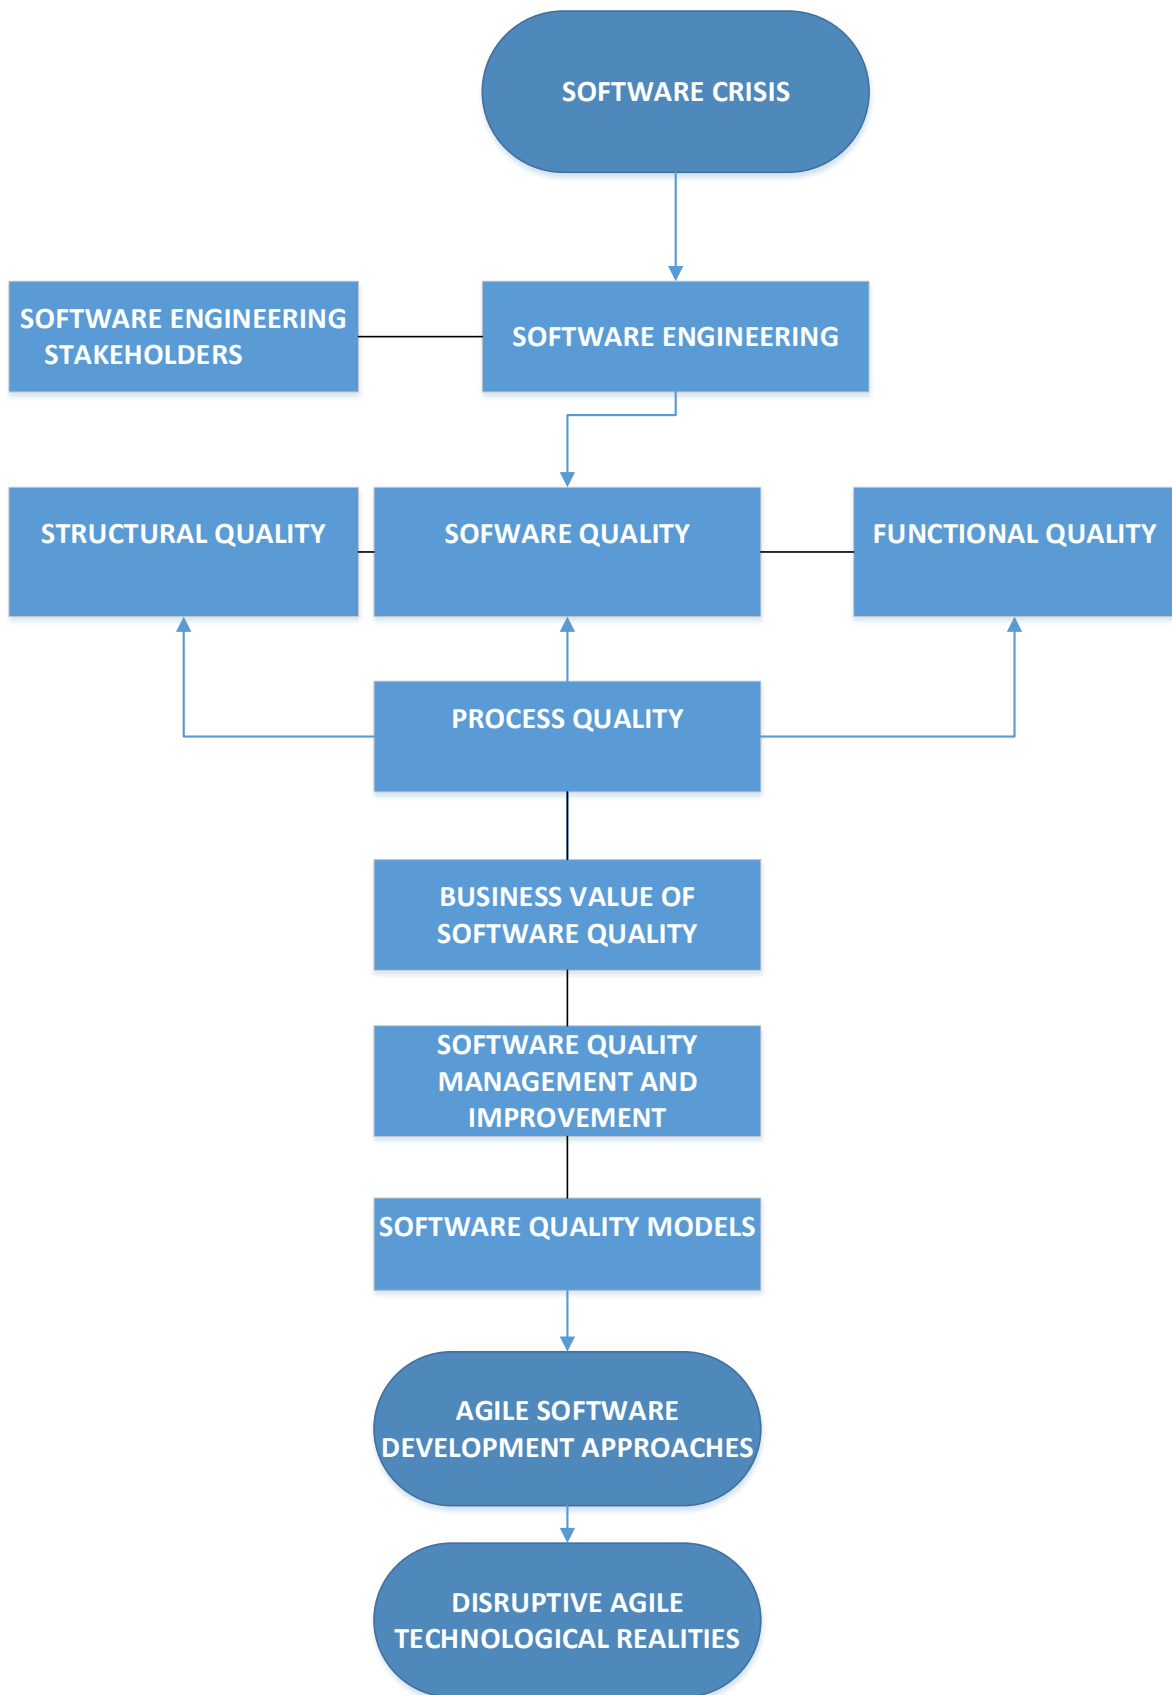 SOFTWARE CRISIS
SOFTWARE ENGINEERING
STAKEHOLDERS
SOFTWARE ENGINEERING
STRUCTURAL QUALITY
SOFWARE QUALITY
FUNCTIONAL QUALITY
PROCESS QUALITY
BUSINESS VALUE OF
SOFTWARE QUALITY
SOFTWARE QUALITY
MANAGEMENT AND
IMPROVEMENT
SOFTWARE QUALITY MODELS
AGILE SOFTWARE
DEVELOPMENT APPROACHES
DISRUPTIVE AGILE
TECHNOLOGICAL REALITIES